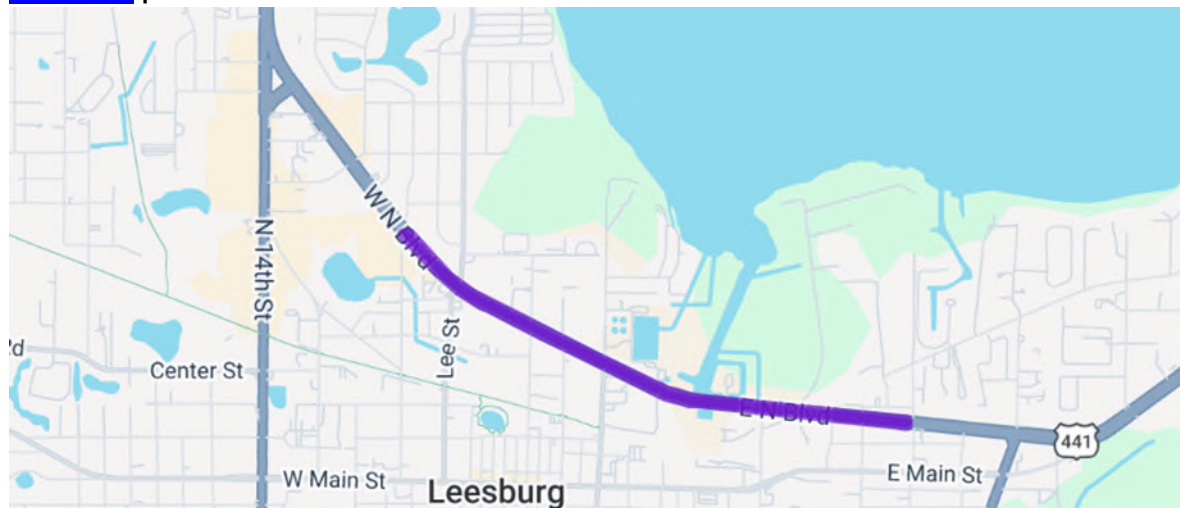 W N Blvd
N 14th St
Lee St
Center St
E N Blvd
441
W Main St
E Main St
Leesburg